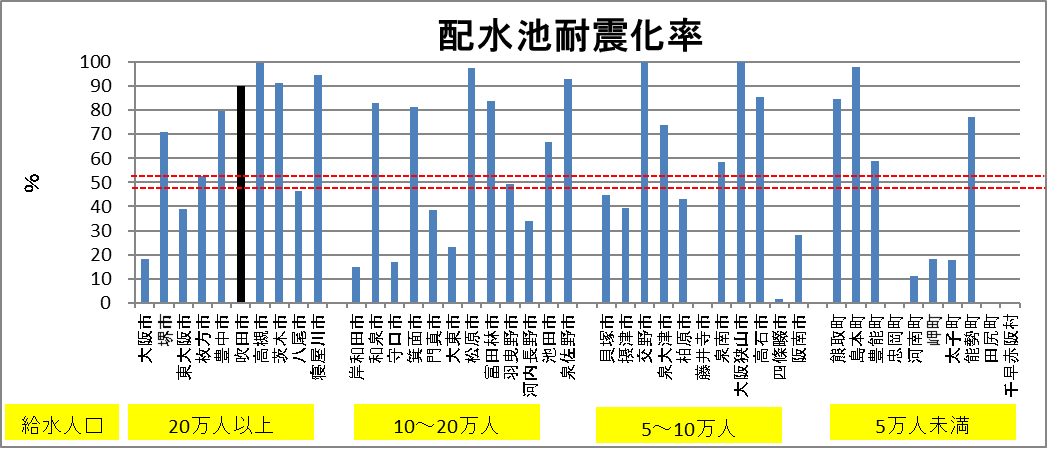 配水池耐震化率
%
100
90
80
70
60
50
40
30
20
10
0
大阪市
堺市
東大阪市
枚方市
豊中市
吹田市
高槻市
茨木市
八尾市
寝屋川市
岸和田市
和泉市
守口市
箕面市
門真市
大東市
松原市
富田林市
羽曳野市
河内長野市
池田市
泉佐野市
貝塚市
摂津市
交野市
泉大津市
柏原市
藤井寺市
泉南市
大阪狭山市
高石市
四條畷市
阪南市
熊取町
島本町
豊能町
忠岡町
河南町
岬町
太子町
能勢町
田尻町
千早赤阪村
給水人口
20万人以上
10～20万人
5～10万人
5万人未満